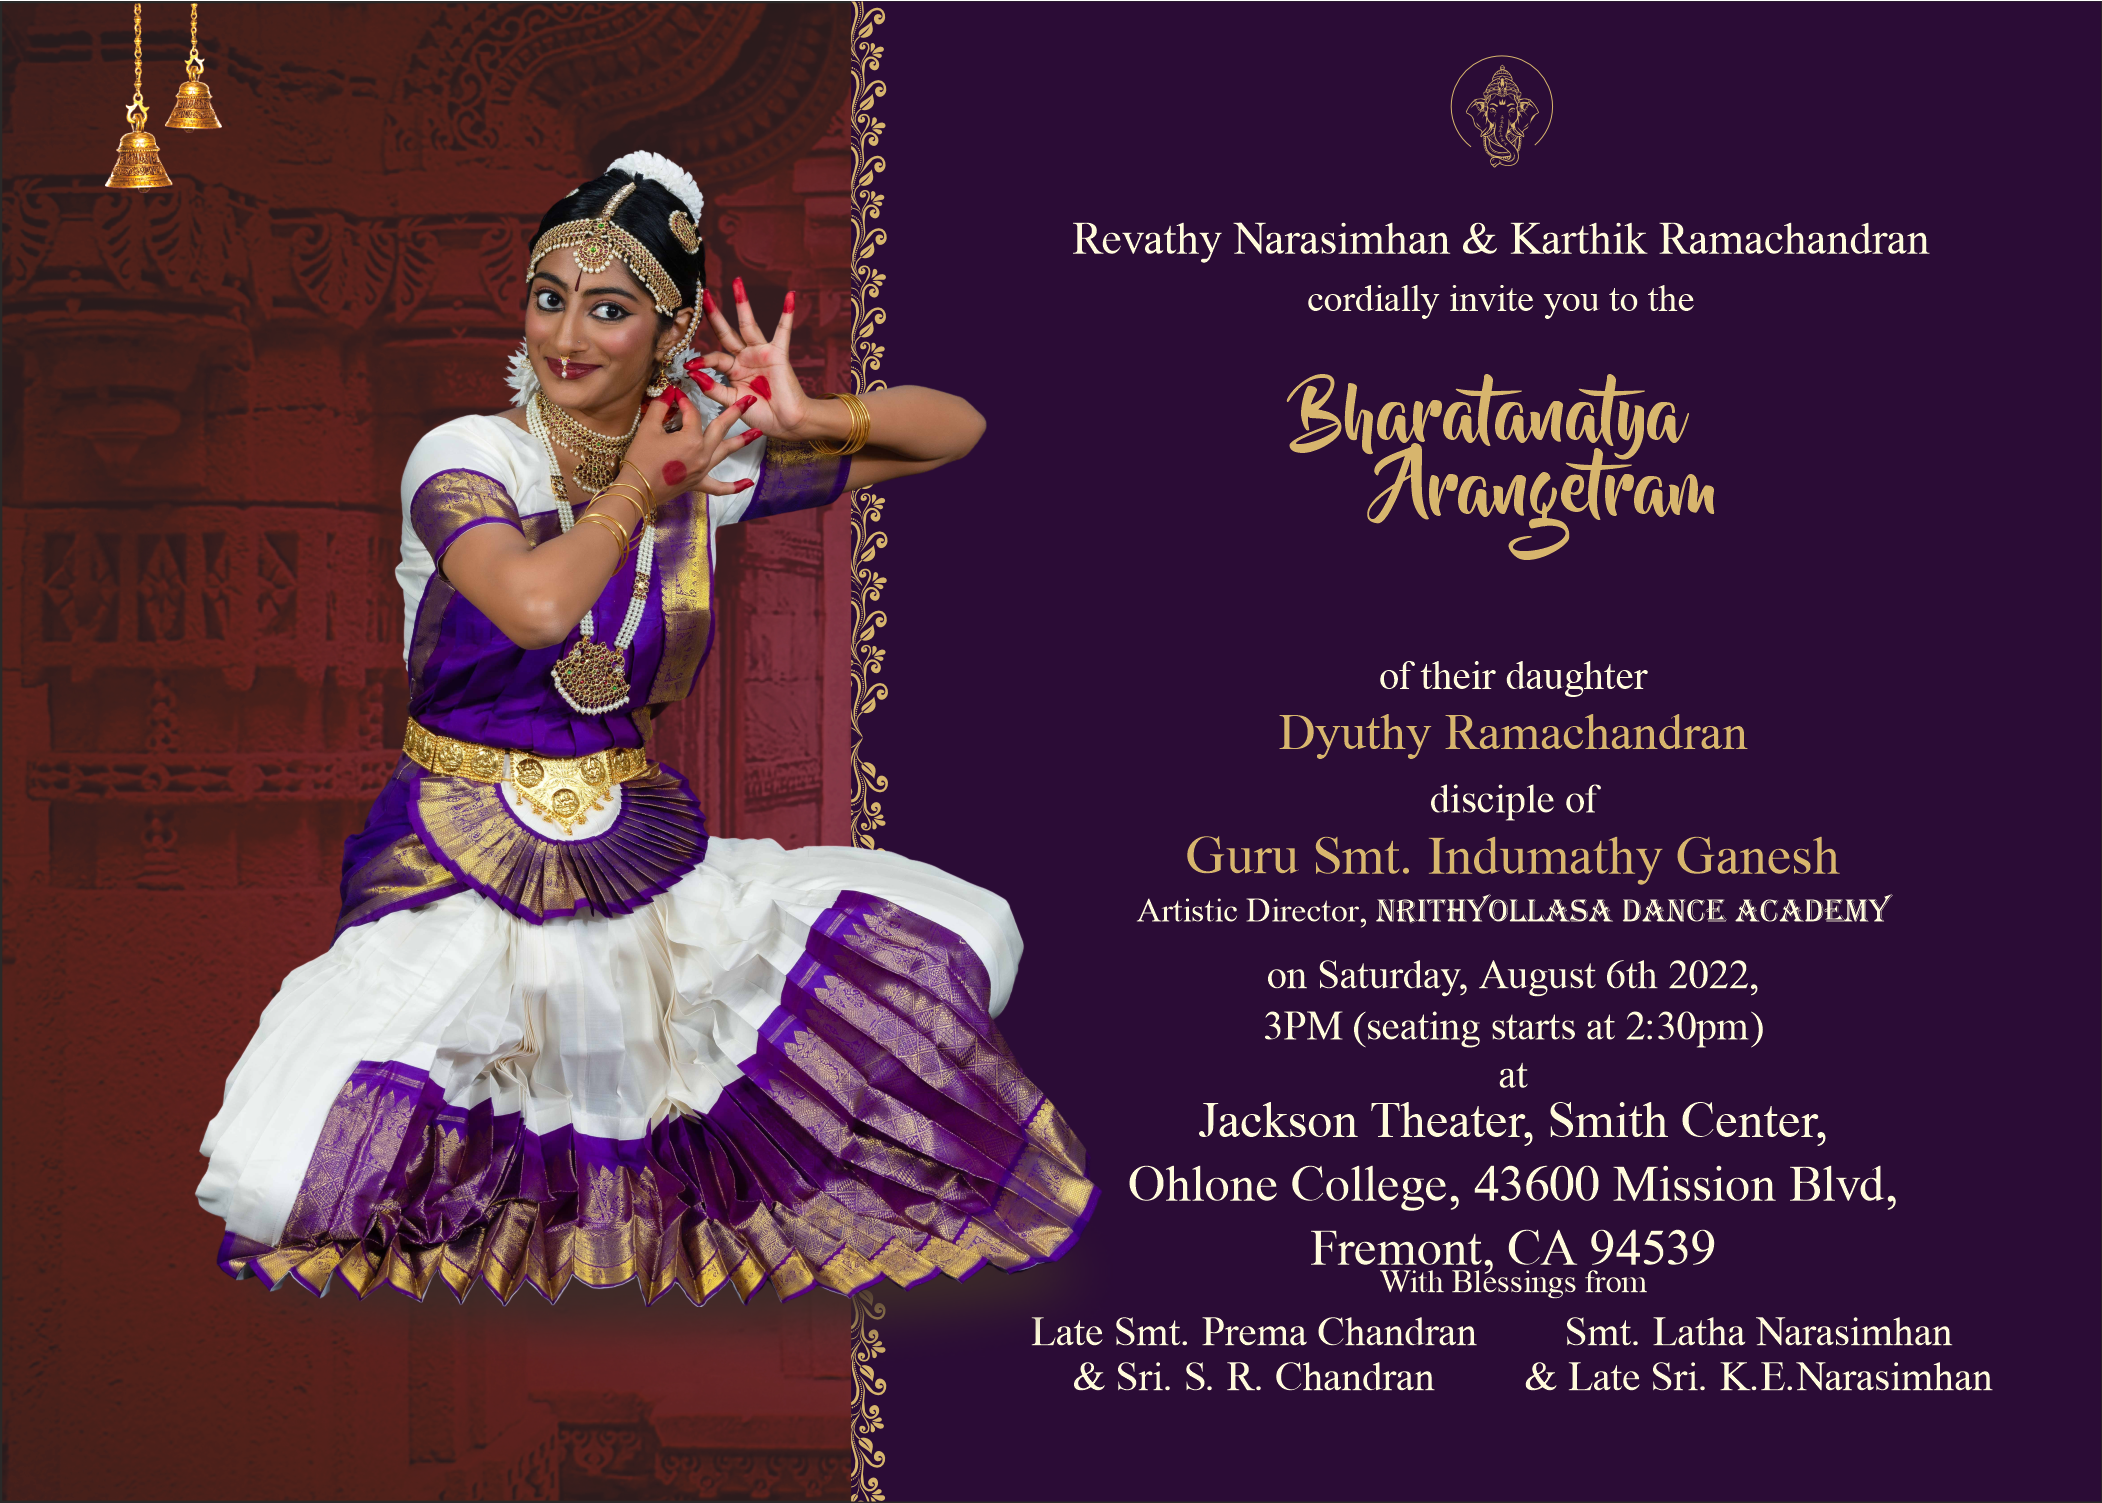 Revathy Narasimhan & Karthik Ramachandran
cordially invite you to the
Bharatanatya
Arangetram
of their daughter
Dyuthy Ramachandran
disciple of
Guru Smt. Indumathy Ganesh
Artistic Director, NRITHYOLLASA DANCE ACADEMY
on Saturday, August 6th 2022,
3PM (seating starts at 2:30pm)
at
Jackson Theater, Smith Center,
Ohlone College, 43600 Mission Blvd,
Fremont, CA 94539
With Blessings from
Late Smt. Prema Chandran
& Sri. S. R. Chandran
Smt. Latha Narasimhan
& Late Sri. K.E.Narasimhan